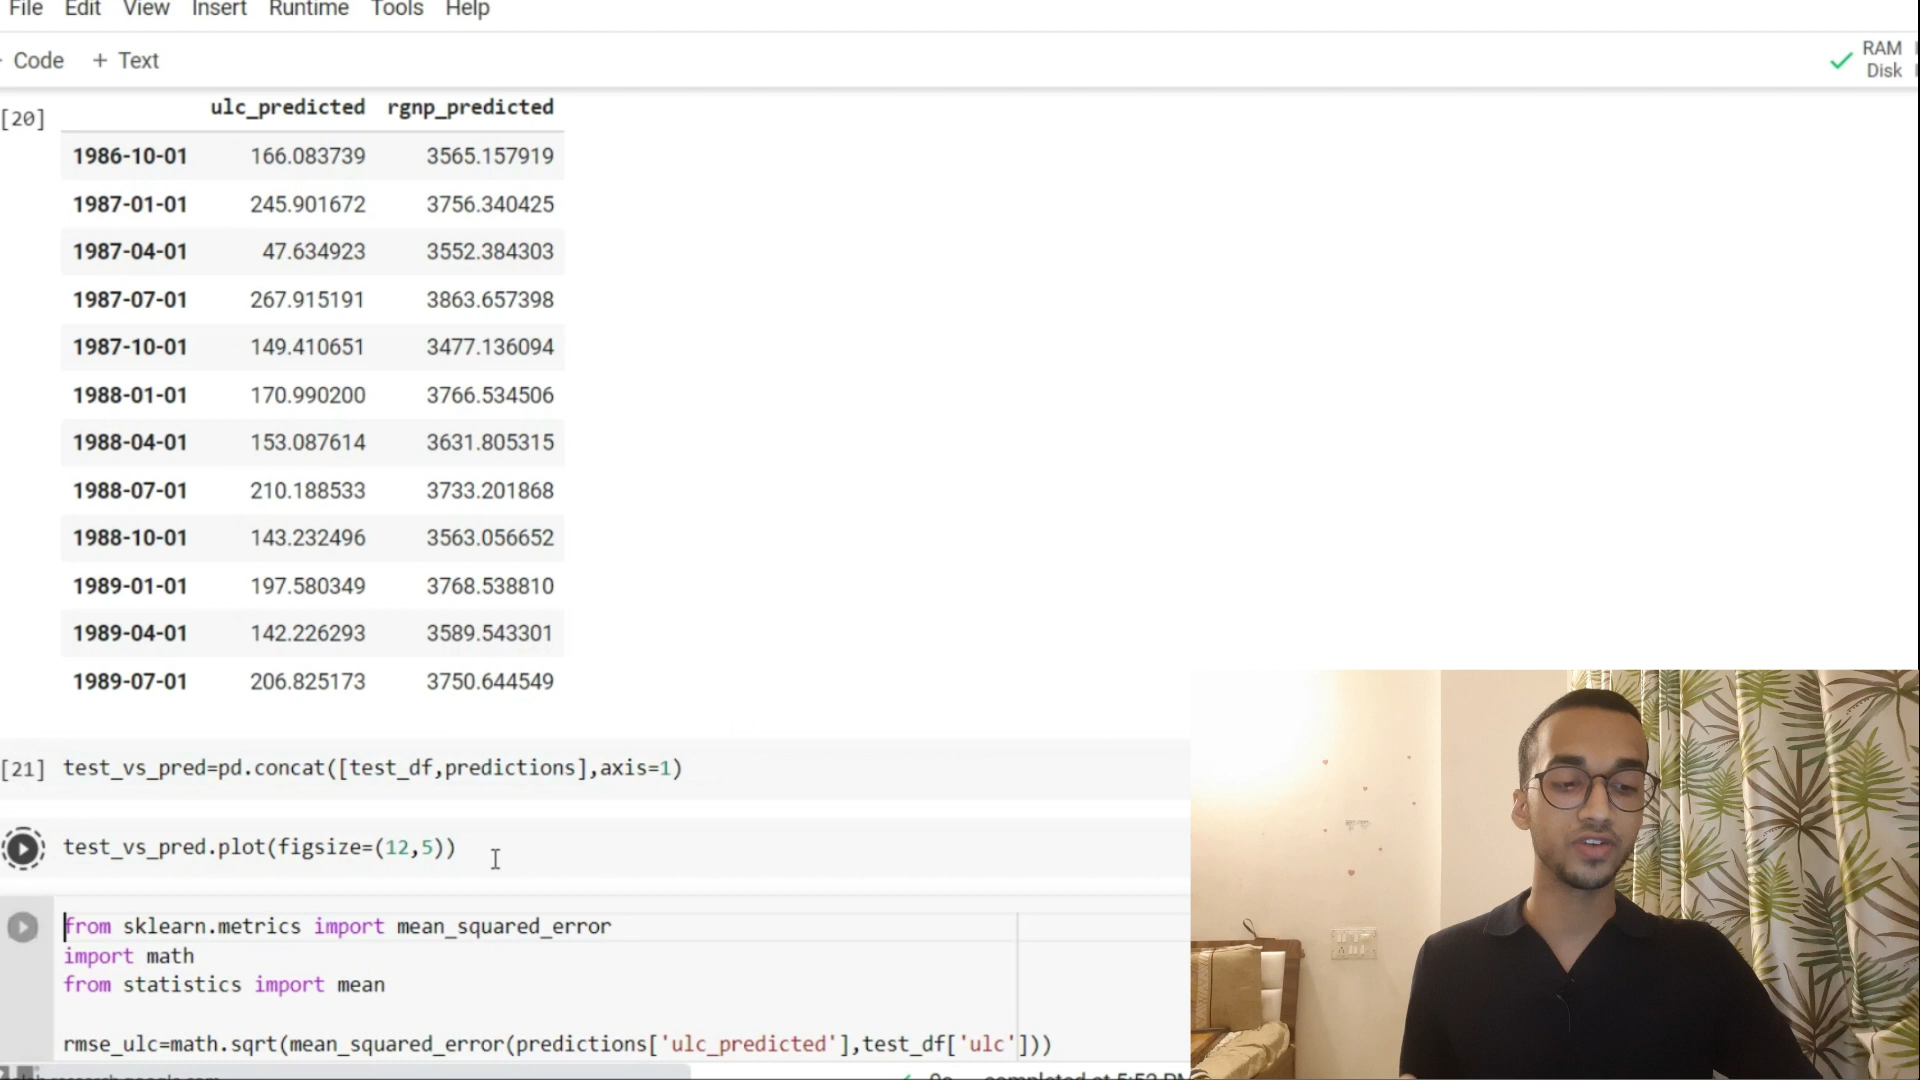 File Edit View Insert Runtime Tools Help
Code + Text
RAM
Disk
[20]
ulc_predicted rgnp_predicted
1986-10-01 166.083739 3565.157919
1987-01-01 245.901672 3756.340425
1987-04-01 47.634923 3552.384303
1987-07-01 267.915191 3863.657398
1987-10-01 149.410651 3477.136094
1988-01-01 170.990200 3766.534506
1988-04-01 153.087614 3631.805315
1988-07-01 210.188533 3733.201868
1988-10-01 143.232496 3563.056652
1989-01-01 197.580349 3768.538810
1989-04-01 142.226293 3589.543301
1989-07-01 206.825173 3750.644549
[21] test_vs_pred=pd.concat([test_df,predictions],axis=1)
test_vs_pred.plot(figsize=(12,5))
from sklearn.metrics import mean_squared_error
import math
from statistics import mean
rmse_ulc=math.sqrt(mean_squared_error(predictions['ulc_predicted'],test_df['ulc']))
completed at 5:52 PM